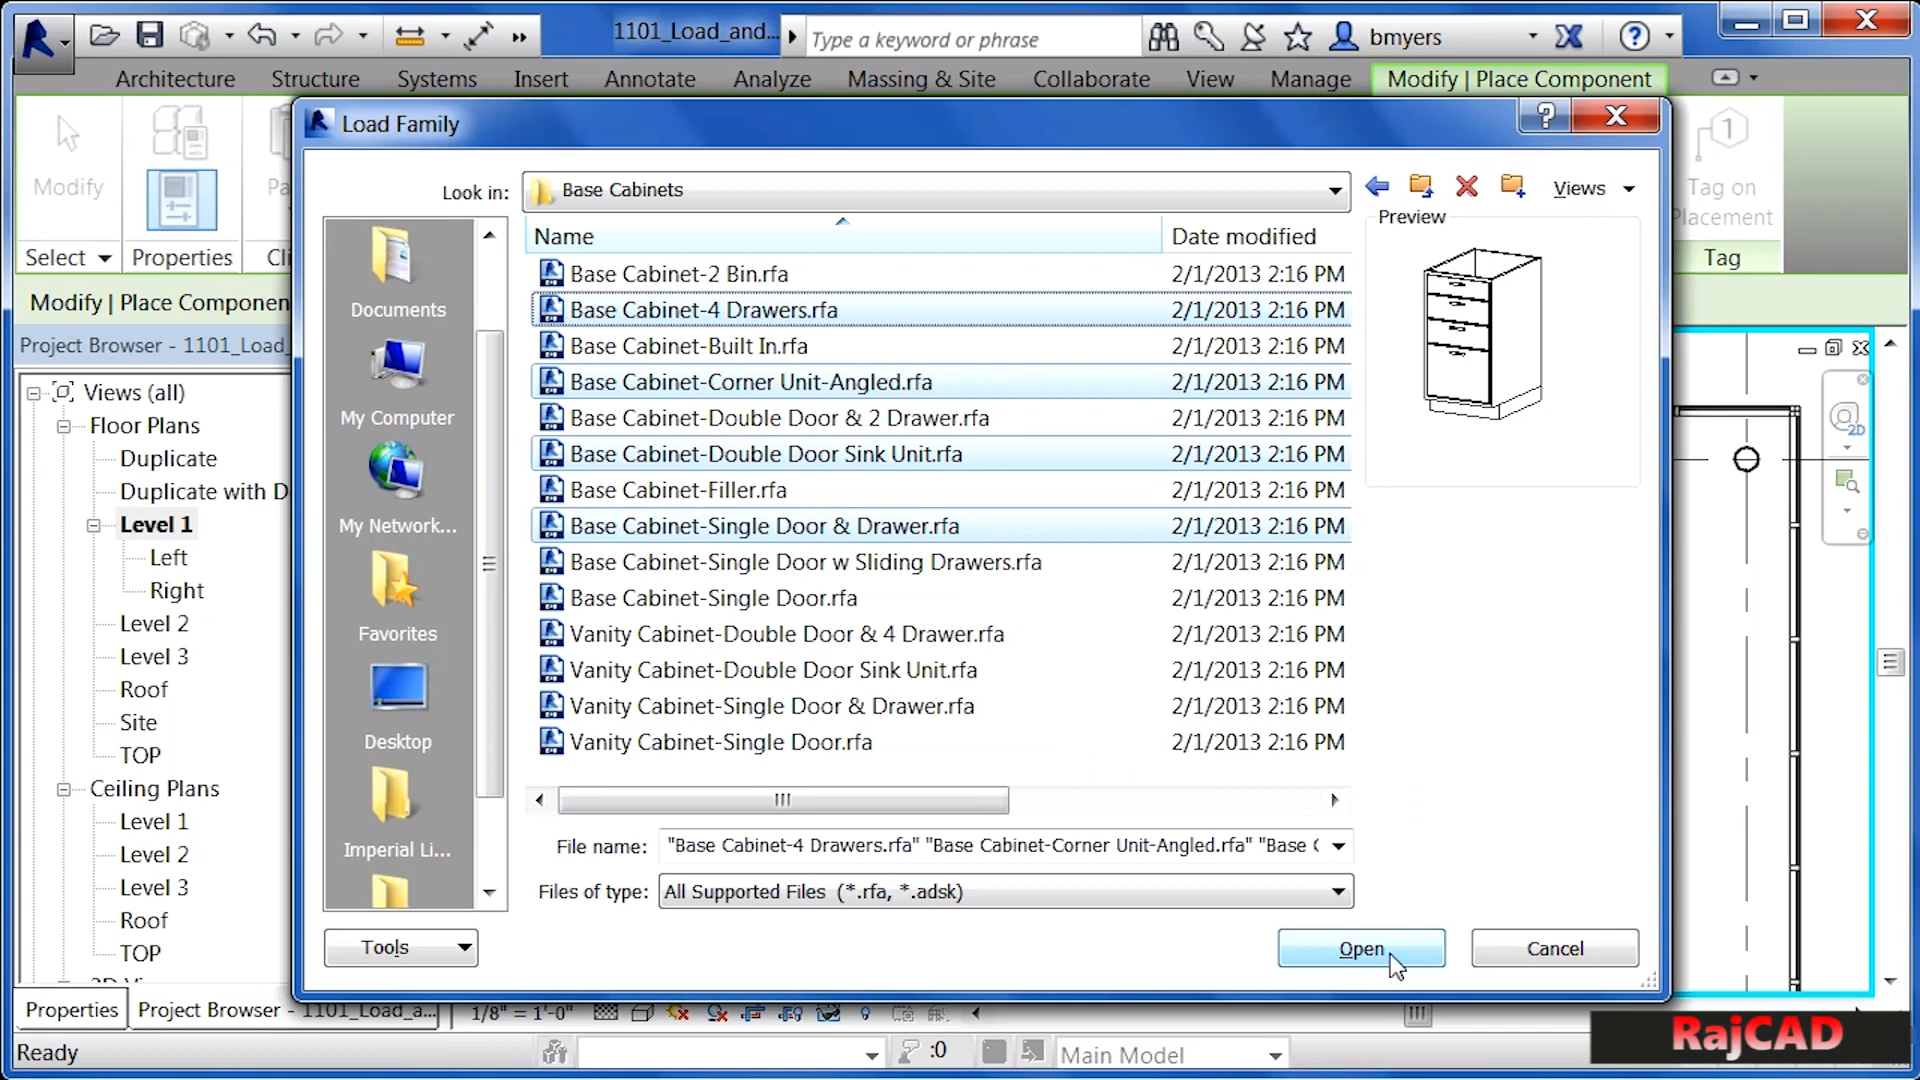 1101_Load_and...
Type a keyword or phrase
bmyers
Architecture Structure Systems Insert Annotate Analyze Massing & Site Collaborate View Manage Modify | Place Component
Modify
Load Family
Look in: Base Cabinets
Views
Preview
Tag on
Placement
Select Properties
Tag
Modify | Place Component
Project Browser - 1101_Load_
Name Date modified
Base Cabinet-2 Bin.rfa 2/1/2013 2:16 PM
Base Cabinet-4 Drawers.rfa 2/1/2013 2:16 PM
Base Cabinet-Built In.rfa 2/1/2013 2:16 PM
Base Cabinet-Corner Unit-Angled.rfa 2/1/2013 2:16 PM
Base Cabinet-Double Door & 2 Drawer.rfa 2/1/2013 2:16 PM
Base Cabinet-Double Door Sink Unit.rfa 2/1/2013 2:16 PM
Base Cabinet-Filler.rfa 2/1/2013 2:16 PM
Base Cabinet-Single Door & Drawer.rfa 2/1/2013 2:16 PM
Base Cabinet-Single Door w Sliding Drawers.rfa 2/1/2013 2:16 PM
Base Cabinet-Single Door.rfa 2/1/2013 2:16 PM
Vanity Cabinet-Double Door & 4 Drawer.rfa 2/1/2013 2:16 PM
Vanity Cabinet-Double Door Sink Unit.rfa 2/1/2013 2:16 PM
Vanity Cabinet-Single Door & Drawer.rfa 2/1/2013 2:16 PM
Vanity Cabinet-Single Door.rfa 2/1/2013 2:16 PM
Documents
My Computer
My Network...
Favorites
Desktop
Imperial Li...
Views (all)
Floor Plans
Duplicate
Duplicate with D
Level 1
Left
Right
Level 2
Level 3
Roof
Site
TOP
Ceiling Plans
Level 1
Level 2
Level 3
Roof
TOP
2D
File name: "Base Cabinet-4 Drawers.rfa" "Base Cabinet-Corner Unit-Angled.rfa" "Base C
Files of type: All Supported Files (*.rfa, *.adsk)
Tools Open Cancel
Properties Project Browser - 1101_Load_a... 1/8" = 1'-0"
Ready :0 Main Model
RajCAD